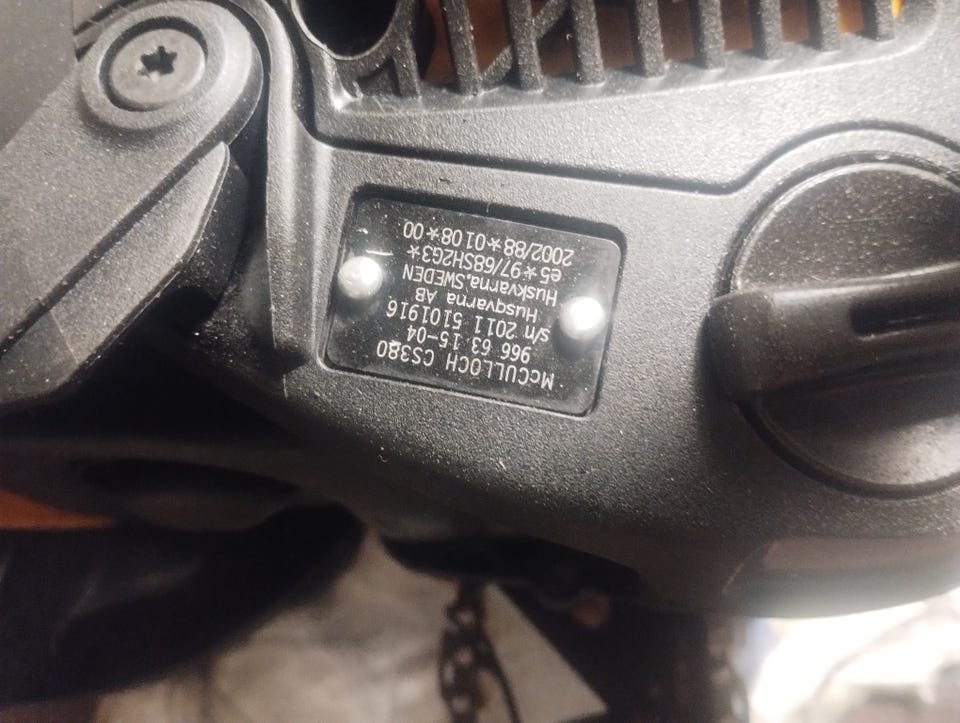 McCULLOCH CS380
966 63 15-04
s/n 2011 5101916
Husqvarna AB
Huskvarna,SWEDEN
e5*97/68SH2G3*
2002/88*0108*00